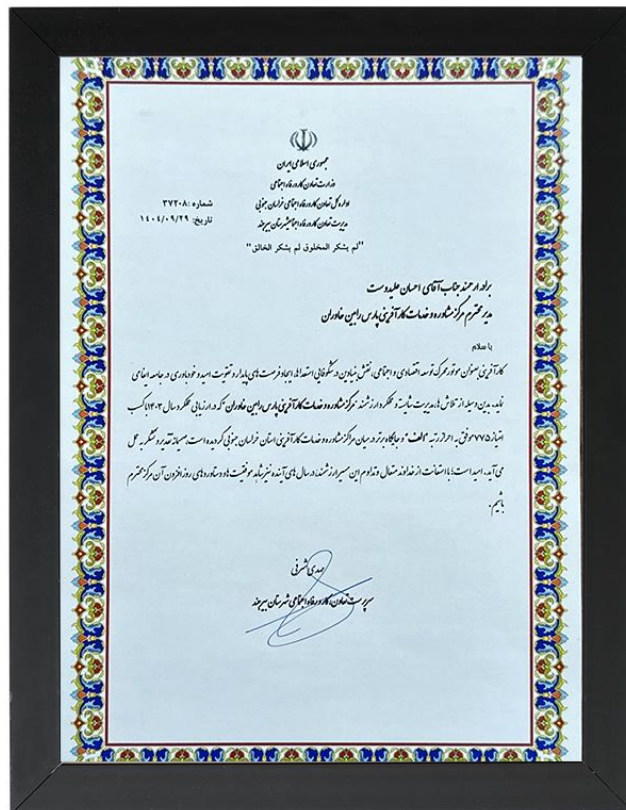 جمهوری اسلامی ایران
وزارت تعاون کار و رفاه اجتماعی
اداره کل تعاون کار و رفاه اجتماعی خراسان جنوبی
مدیریت تعاون کار و رفاه اجتماعی شهرستان بیرجند
شماره :۳۷۲۰۸
تاریخ: ۱۴۰۴/۰۹/۲۹
"لم یشکر المخلوق لم یشکر الخالق"
برادر ارجمند جناب آقای احسان علیدوست
مدیر محترم مرکز مشاوره و خدمات کارآفرینی پارس رابین خاوران
با سلام
کارآفرینی بعنوان موتور محرک توسعه اقتصادی و اجتماعی، نقش بنیادین در شکوفایی استعدادها، ایجاد فرصت های پایدار و تقویت امید و خودباوری در جامعه ایفا می
نماید. بدین وسیله از تلاش ها، مدیریت شایسته و عملکرد ارزشمند "مرکز مشاوره و خدمات کارآفرینی پارس رابین خاوران" که در ارزیابی عملکرد سال ۱۴۰۳ با کسب
امتیاز ۷۷۵ موفق به احراز رتبه "الف" و جایگاه برتر در میان مراکز مشاوره و خدمات کارآفرینی استان خراسان جنوبی گردیده است، صمیمانه تقدیر و تشکر به عمل
می آید. امید است با استعانت از خداوند متعال و تداوم این مسیر ارزشمند، در سال های آینده نیز شاهد موفقیت ها و دستاوردهای روز افزون آن مرکز محترم
باشیم.
مهدی اشرفی
سرپرست تعاون، کار و رفاه اجتماعی شهرستان بیرجند